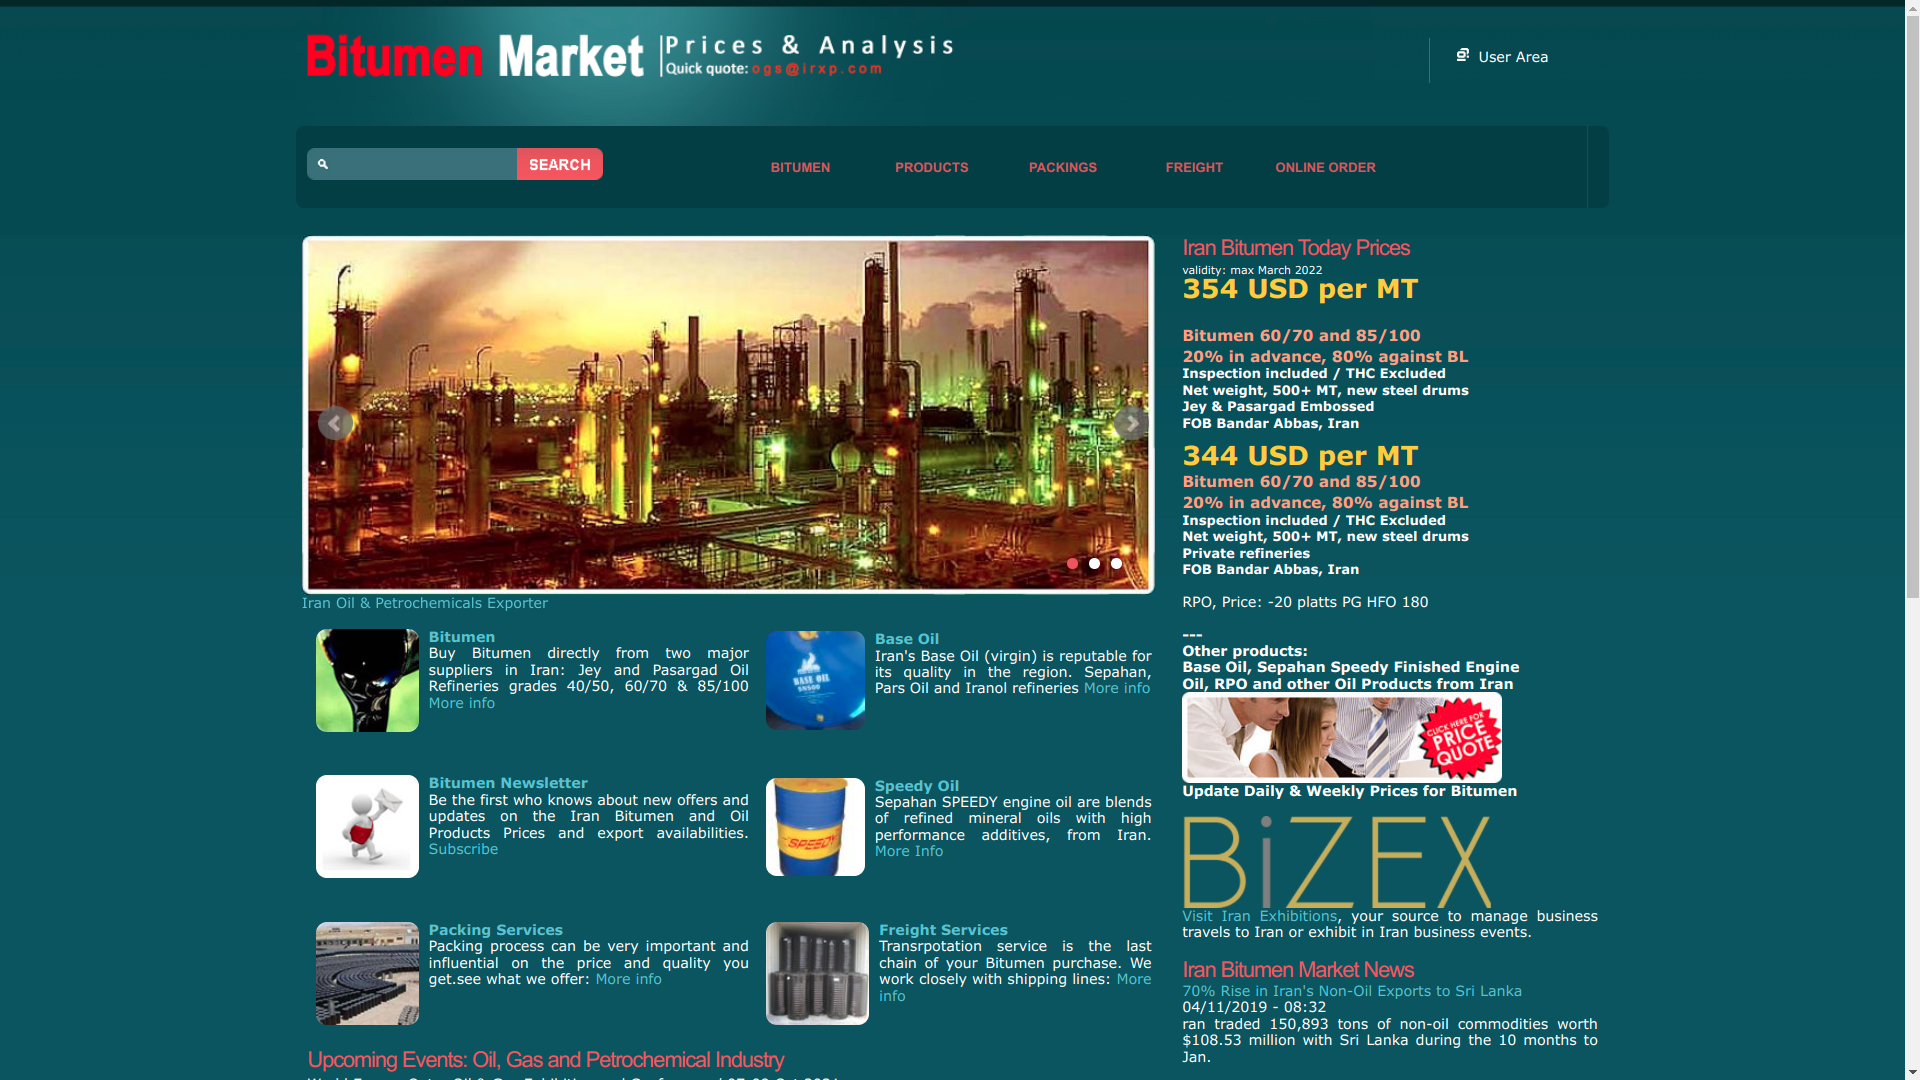 Bitumen Market
Prices & Analysis
Quick quote: ogs@irxp.com
User Area
SEARCH
BITUMEN
PRODUCTS
PACKINGS
FREIGHT
ONLINE ORDER
Iran Oil & Petrochemicals Exporter
Bitumen
Buy Bitumen directly from two major
suppliers in Iran: Jey and Pasargad Oil
Refineries grades 40/50, 60/70 & 85/100
More info
Base Oil
Iran's Base Oil (virgin) is reputable for
its quality in the region. Sepahan,
Pars Oil and Iranol refineries More info
BASE OIL
SN500
Bitumen Newsletter
Be the first who knows about new offers and
updates on the Iran Bitumen and Oil
Products Prices and export availabilities.
Subscribe
Speedy Oil
Sepahan SPEEDY engine oil are blends
of refined mineral oils with high
performance additives, from Iran.
More Info
SPEEDY
Packing Services
Packing process can be very important and
influential on the price and quality you
get.see what we offer: More info
Freight Services
Transrpotation service is the last
chain of your Bitumen purchase. We
work closely with shipping lines: More
info
Upcoming Events: Oil, Gas and Petrochemical Industry
Iran Bitumen Today Prices
validity: max March 2022
354 USD per MT
Bitumen 60/70 and 85/100
20% in advance, 80% against BL
Inspection included / THC Excluded
Net weight, 500+ MT, new steel drums
Jey & Pasargad Embossed
FOB Bandar Abbas, Iran
344 USD per MT
Bitumen 60/70 and 85/100
20% in advance, 80% against BL
Inspection included / THC Excluded
Net weight, 500+ MT, new steel drums
Private refineries
FOB Bandar Abbas, Iran
RPO, Price: -20 platts PG HFO 180
---
Other products:
Base Oil, Sepahan Speedy Finished Engine
Oil, RPO and other Oil Products from Iran
CLICK HERE FOR
PRICE
QUOTE
Update Daily & Weekly Prices for Bitumen
BiZEX
Visit Iran Exhibitions, your source to manage business
travels to Iran or exhibit in Iran business events.
Iran Bitumen Market News
70% Rise in Iran's Non-Oil Exports to Sri Lanka
04/11/2019 - 08:32
ran traded 150,893 tons of non-oil commodities worth
$108.53 million with Sri Lanka during the 10 months to
Jan.